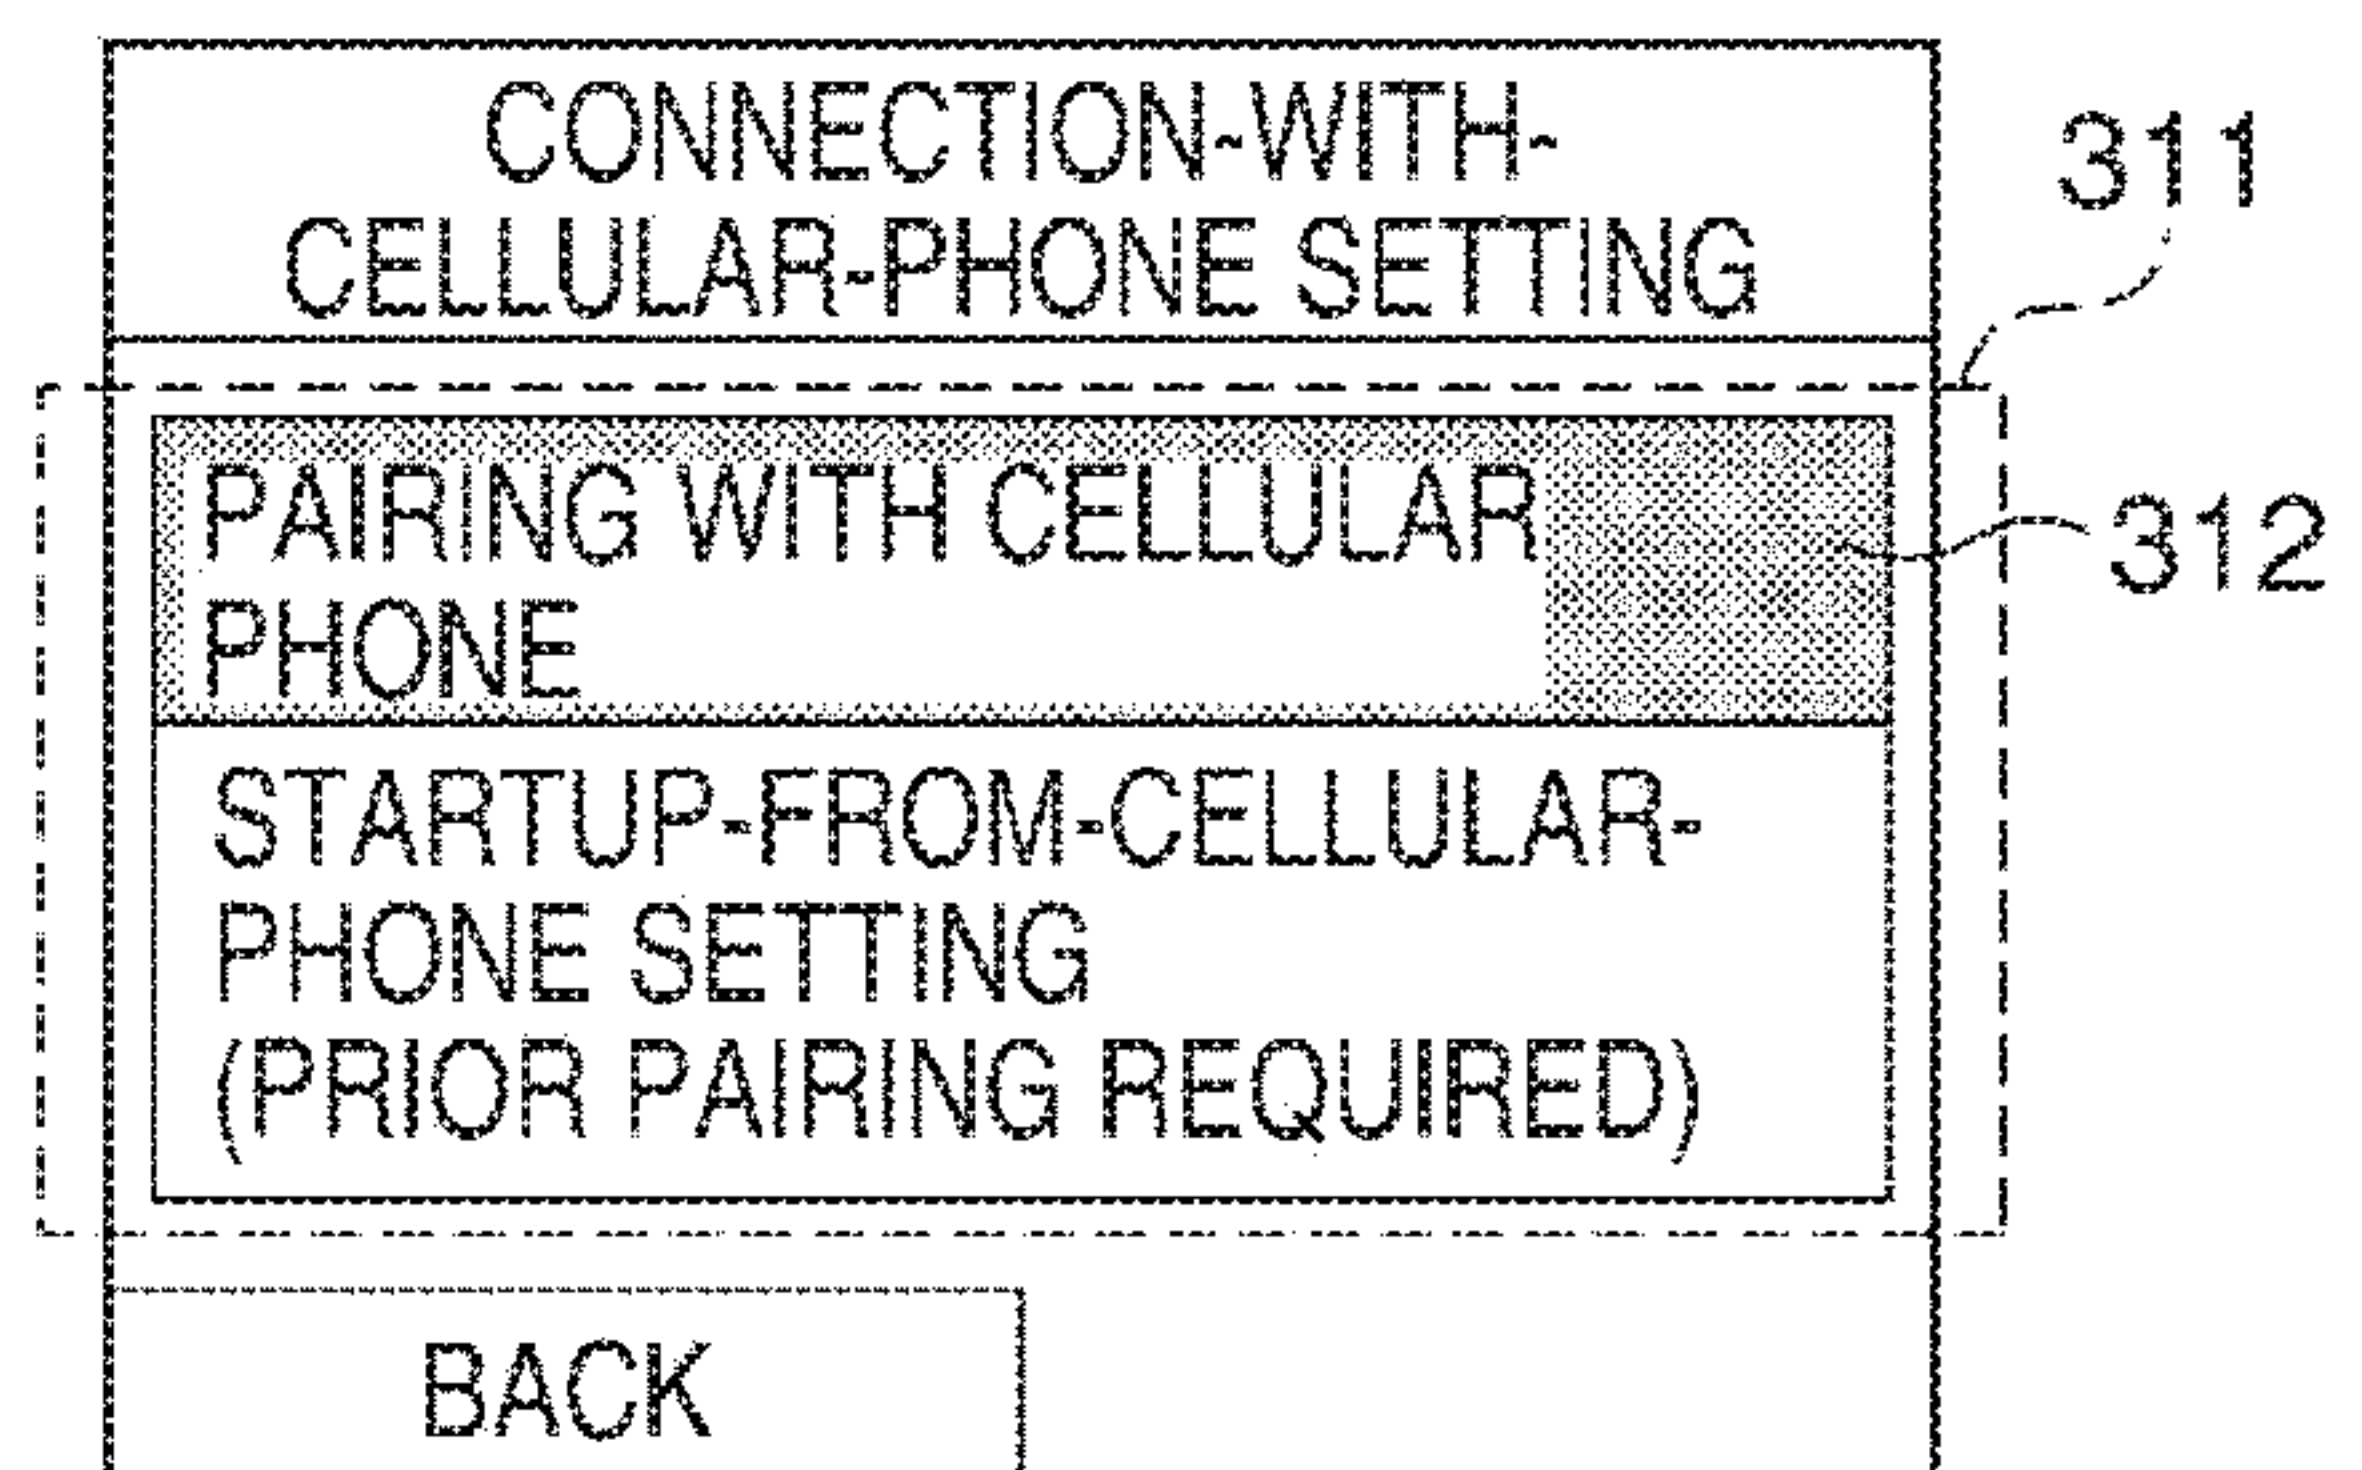 CONNECTION-WITH-
CELLULAR-PHONE SETTING
311
PAIRING WITH CELLULAR
PHONE
312
STARTUP-FROM-CELLULAR-
PHONE SETTING
(PRIOR PAIRING REQUIRED)
BACK